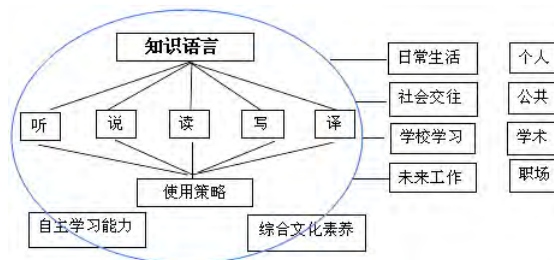 知识语言
日常生活
个人
社会交往
公共
听
说
读
写
译
学校学习
学术
使用策略
未来工作
职场
自主学习能力
综合文化素养